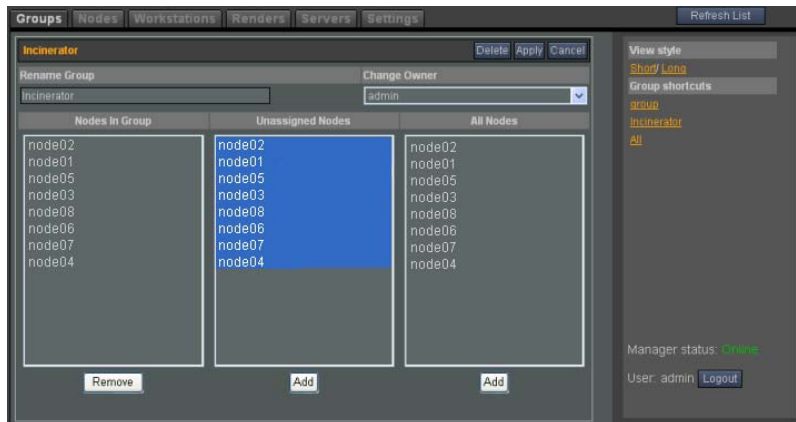 Groups Nodes Workstations Renders Servers Settings
Refresh List
Incinerator
Delete Apply Cancel
Rename Group
Change Owner
Incinerator
admin
Nodes In Group
Unassigned Nodes
All Nodes
node02
node01
node05
node03
node08
node06
node07
node04
node02
node01
node05
node03
node08
node06
node07
node04
node02
node01
node05
node03
node08
node06
node07
node04
Remove
Add
Add
View style
Short/ Long
Group shortcuts
group
Incinerator
All
Manager status: Online
User: admin Logout